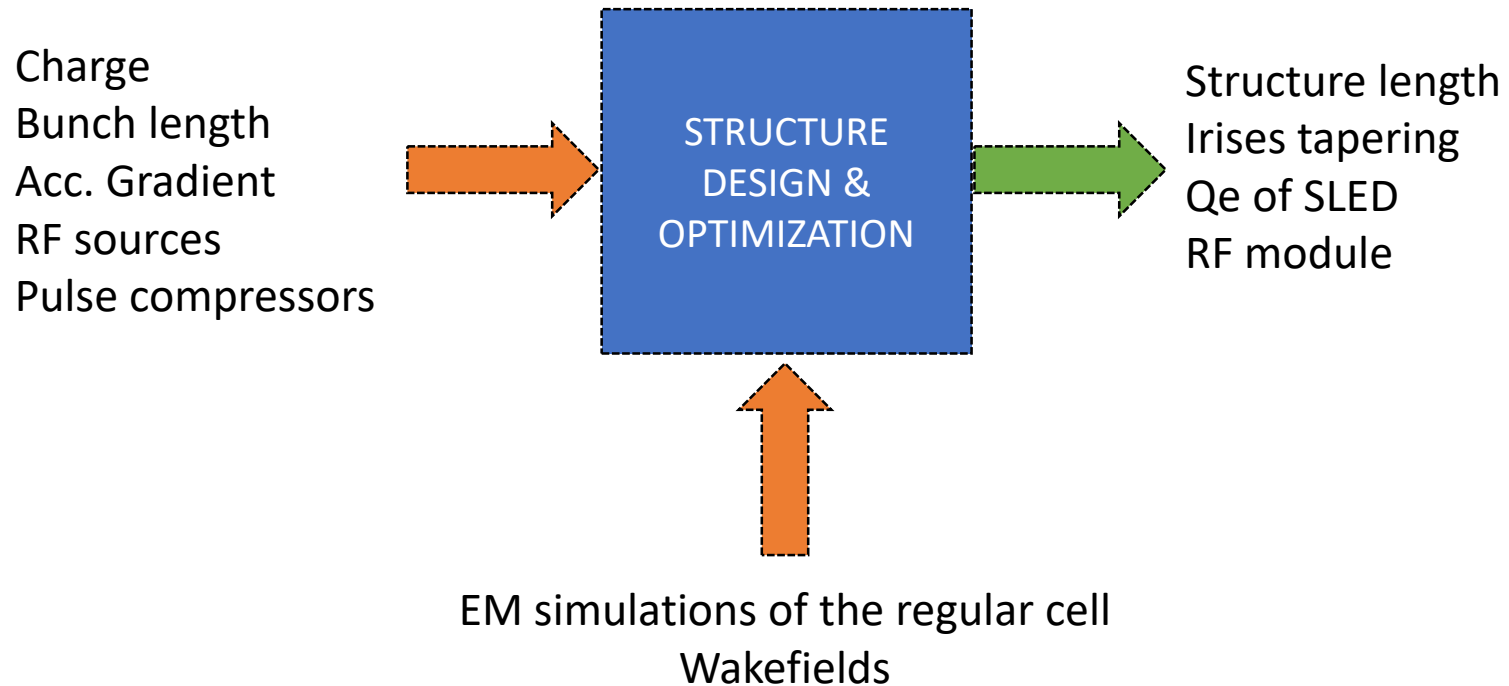 Charge
Bunch length
Acc. Gradient
RF sources
Pulse compressors
STRUCTURE
DESIGN &
OPTIMIZATION
Structure length
Irises tapering
Qe of SLED
RF module
EM simulations of the regular cell
Wakefields